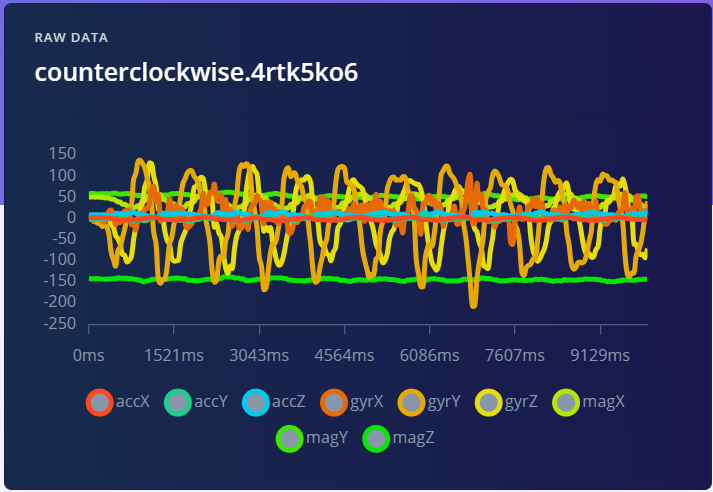 RAW DATA
counterclockwise.4rtk5ko6
150
100
50
0
-50
-100
-150
-200
-250
0ms 1521ms 3043ms 4564ms 6086ms 7607ms 9129ms
accX accY accZ gyrX gyrY gyrZ magX
magY magZ